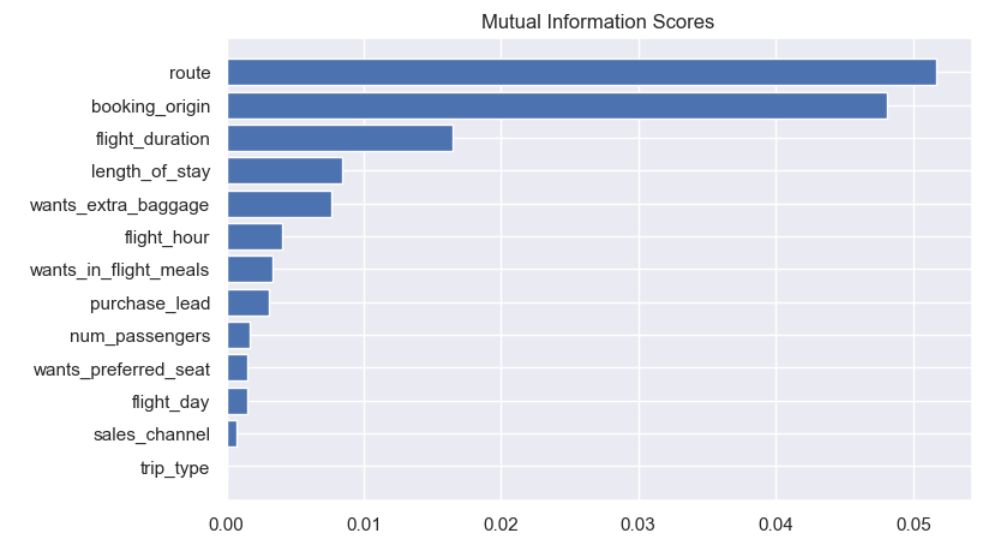 Mutual Information Scores
route
booking_origin
flight_duration
length_of_stay
wants_extra_baggage
flight_hour
wants_in_flight_meals
purchase_lead
num_passengers
wants_preferred_seat
flight_day
sales_channel
trip_type
0.00 0.01 0.02 0.03 0.04 0.05